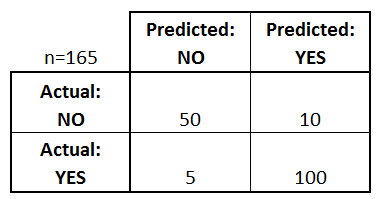 Predicted: Predicted:
n=165 NO YES
Actual:
NO 50 10
Actual:
YES 5 100